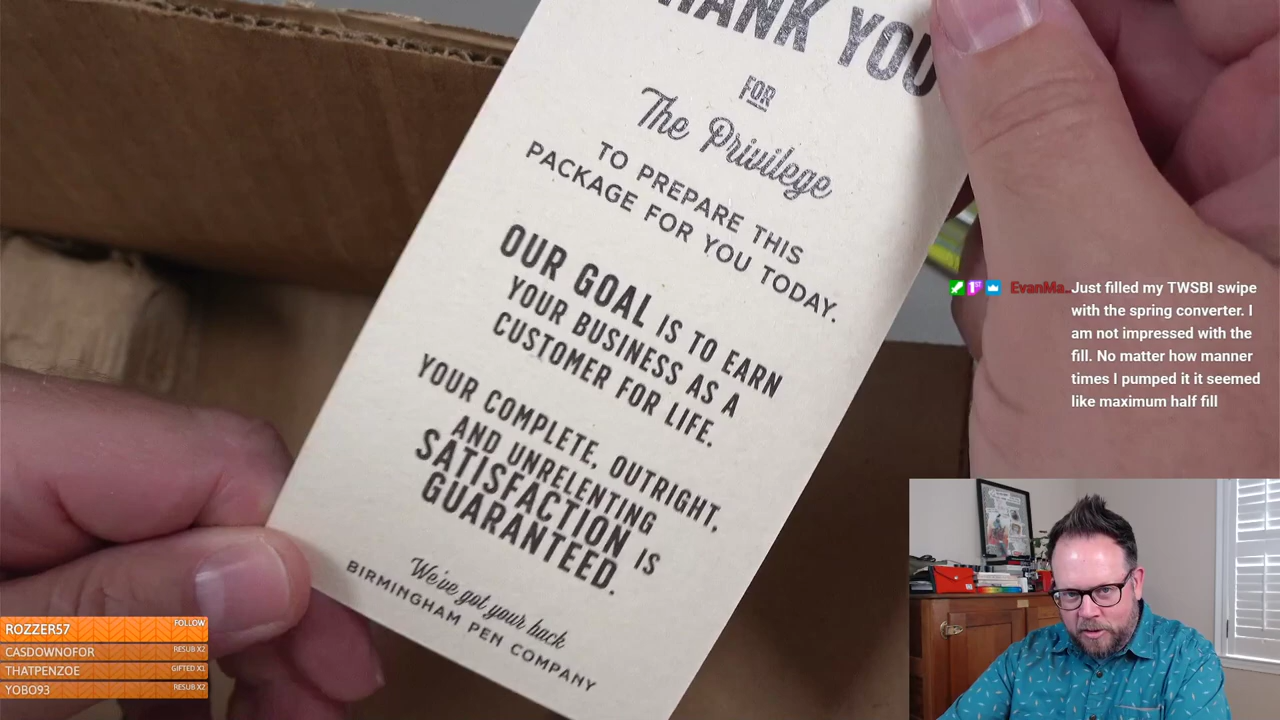 THANK YOU
FOR
The Privilege
TO PREPARE THIS
PACKAGE FOR YOU TODAY.
OUR GOAL IS TO EARN
YOUR BUSINESS AS A
CUSTOMER FOR LIFE.
YOUR COMPLETE, OUTRIGHT,
AND UNRELENTING
SATISFACTION IS
GUARANTEED.
We've got your back
BIRMINGHAM PEN COMPANY
EvanMa.. Just filled my TWSBI swipe
with the spring converter. I
am not impressed with the
fill. No matter how manner
times I pumped it it seemed
like maximum half fill
ROZZER57 FOLLOW
CASDOWNOFOR RESUB X2
THATPENZOE GIFTED X1
YOBO93 RESUB X2